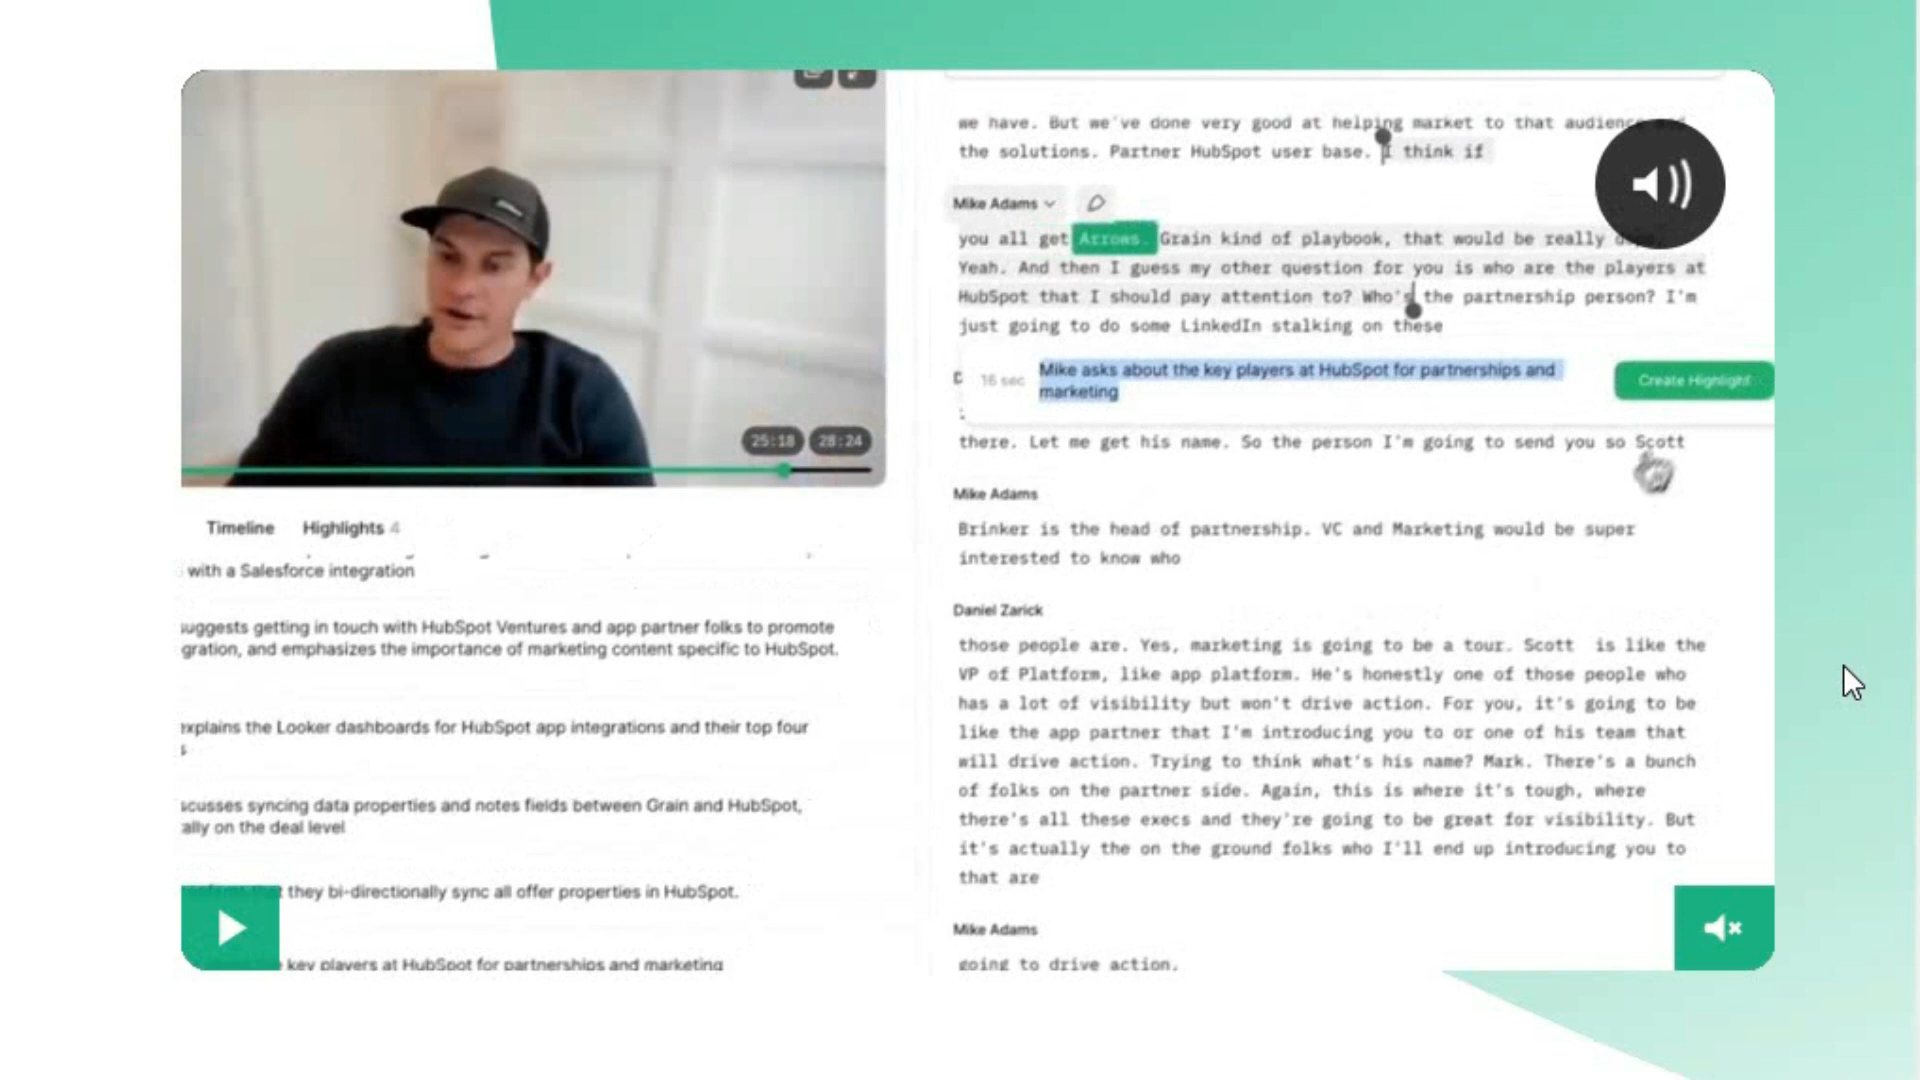 25:18 28:24
Timeline Highlights 4
with a Salesforce integration
suggests getting in touch with HubSpot Ventures and app partner folks to promote
gration, and emphasizes the importance of marketing content specific to HubSpot.
explains the Looker dashboards for HubSpot app integrations and their top four
s
scusses syncing data properties and notes fields between Grain and HubSpot,
ally on the deal level
they bi-directionally sync all offer properties in HubSpot.
key players at HubSpot for partnerships and marketing
we have. But we've done very good at helping market to that audience and
the solutions. Partner HubSpot user base. I think if
Mike Adams
you all get Arrows. Grain kind of playbook, that would be really
Yeah. And then I guess my other question for you is who are the players at
HubSpot that I should pay attention to? Who's the partnership person? I'm
just going to do some LinkedIn stalking on these
16 sec
Mike asks about the key players at HubSpot for partnerships and
marketing
Create Highlight
there. Let me get his name. So the person I'm going to send you so Scott
Mike Adams
Brinker is the head of partnership. VC and Marketing would be super
interested to know who
Daniel Zarick
those people are. Yes, marketing is going to be a tour. Scott is like the
VP of Platform, like app platform. He's honestly one of those people who
has a lot of visibility but won't drive action. For you, it's going to be
like the app partner that I'm introducing you to or one of his team that
will drive action. Trying to think what's his name? Mark. There's a bunch
of folks on the partner side. Again, this is where it's tough, where
there's all these execs and they're going to be great for visibility. But
it's actually the on the ground folks who I'll end up introducing you to
that are
Mike Adams
going to drive action.